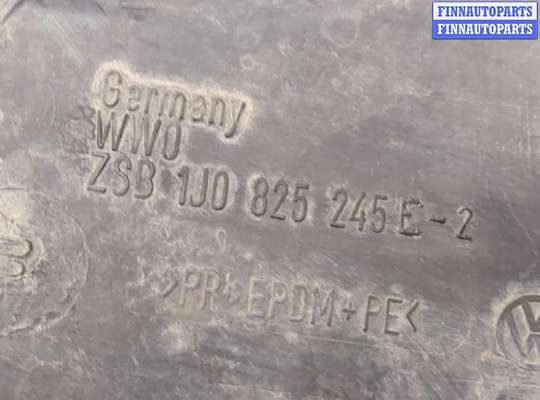 FINNAUTOPARTS
FINNAUTOPARTS
Germany
WWO
ZSB 1J0 825 245 E-2
>PP+EPDM+PE<